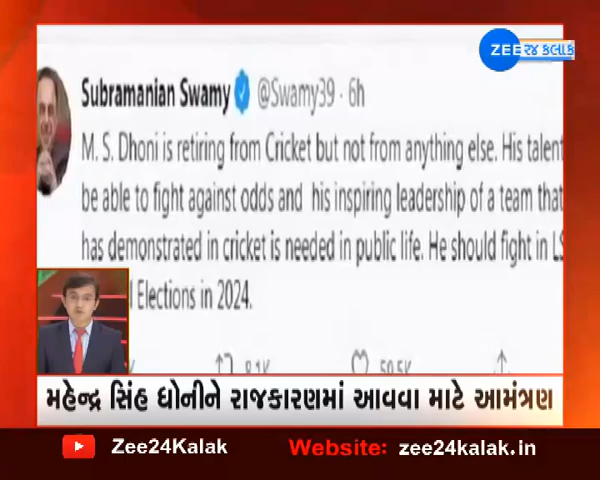 ZEE ૨૪ કલાક
Subramanian Swamy @Swamy39 · 6h
M. S. Dhoni is retiring from Cricket but not from anything else. His talent
be able to fight against odds and his inspiring leadership of a team that
has demonstrated in cricket is needed in public life. He should fight in LS
l Elections in 2024.
8.1K 50.5K
મહેન્દ્ર સિંહ ધોનીને રાજકારણમાં આવવા માટે આમંત્રણ
Zee24Kalak Website: zee24kalak.in